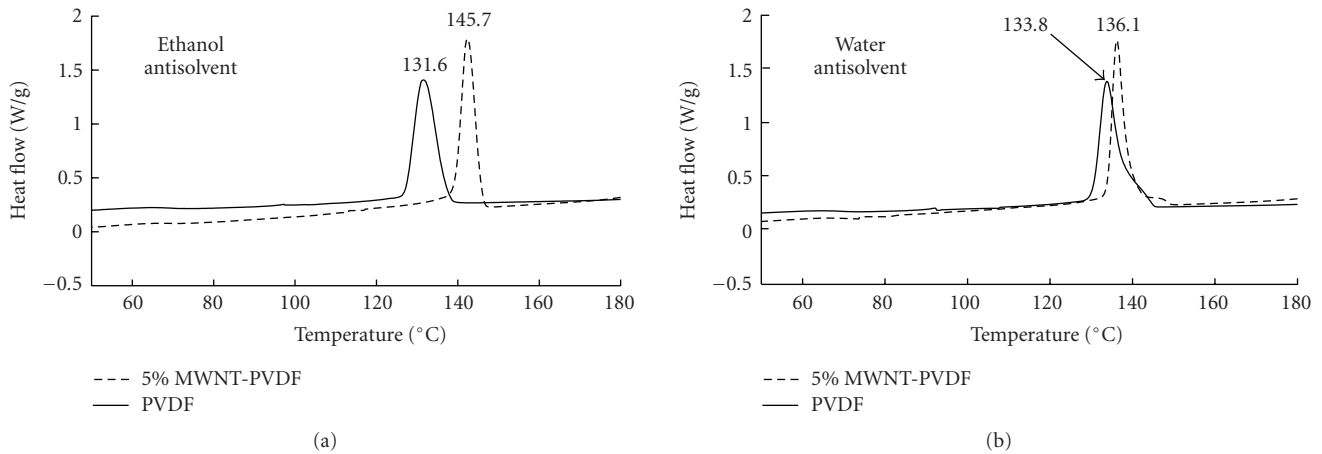 2
1.5
1
0.5
0
−0.5
Heat flow (W/g)
Ethanol
antisolvent
131.6
145.7
60 80 100 120 140 160 180
Temperature (°C)
5% MWNT-PVDF
PVDF
(a)
2
1.5
1
0.5
0
−0.5
Heat flow (W/g)
Water
antisolvent
133.8 136.1
60 80 100 120 140 160 180
Temperature (°C)
5% MWNT-PVDF
PVDF
(b)